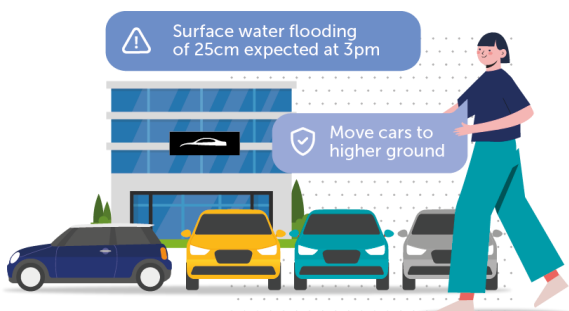 Surface water flooding
of 25cm expected at 3pm
Move cars to
higher ground